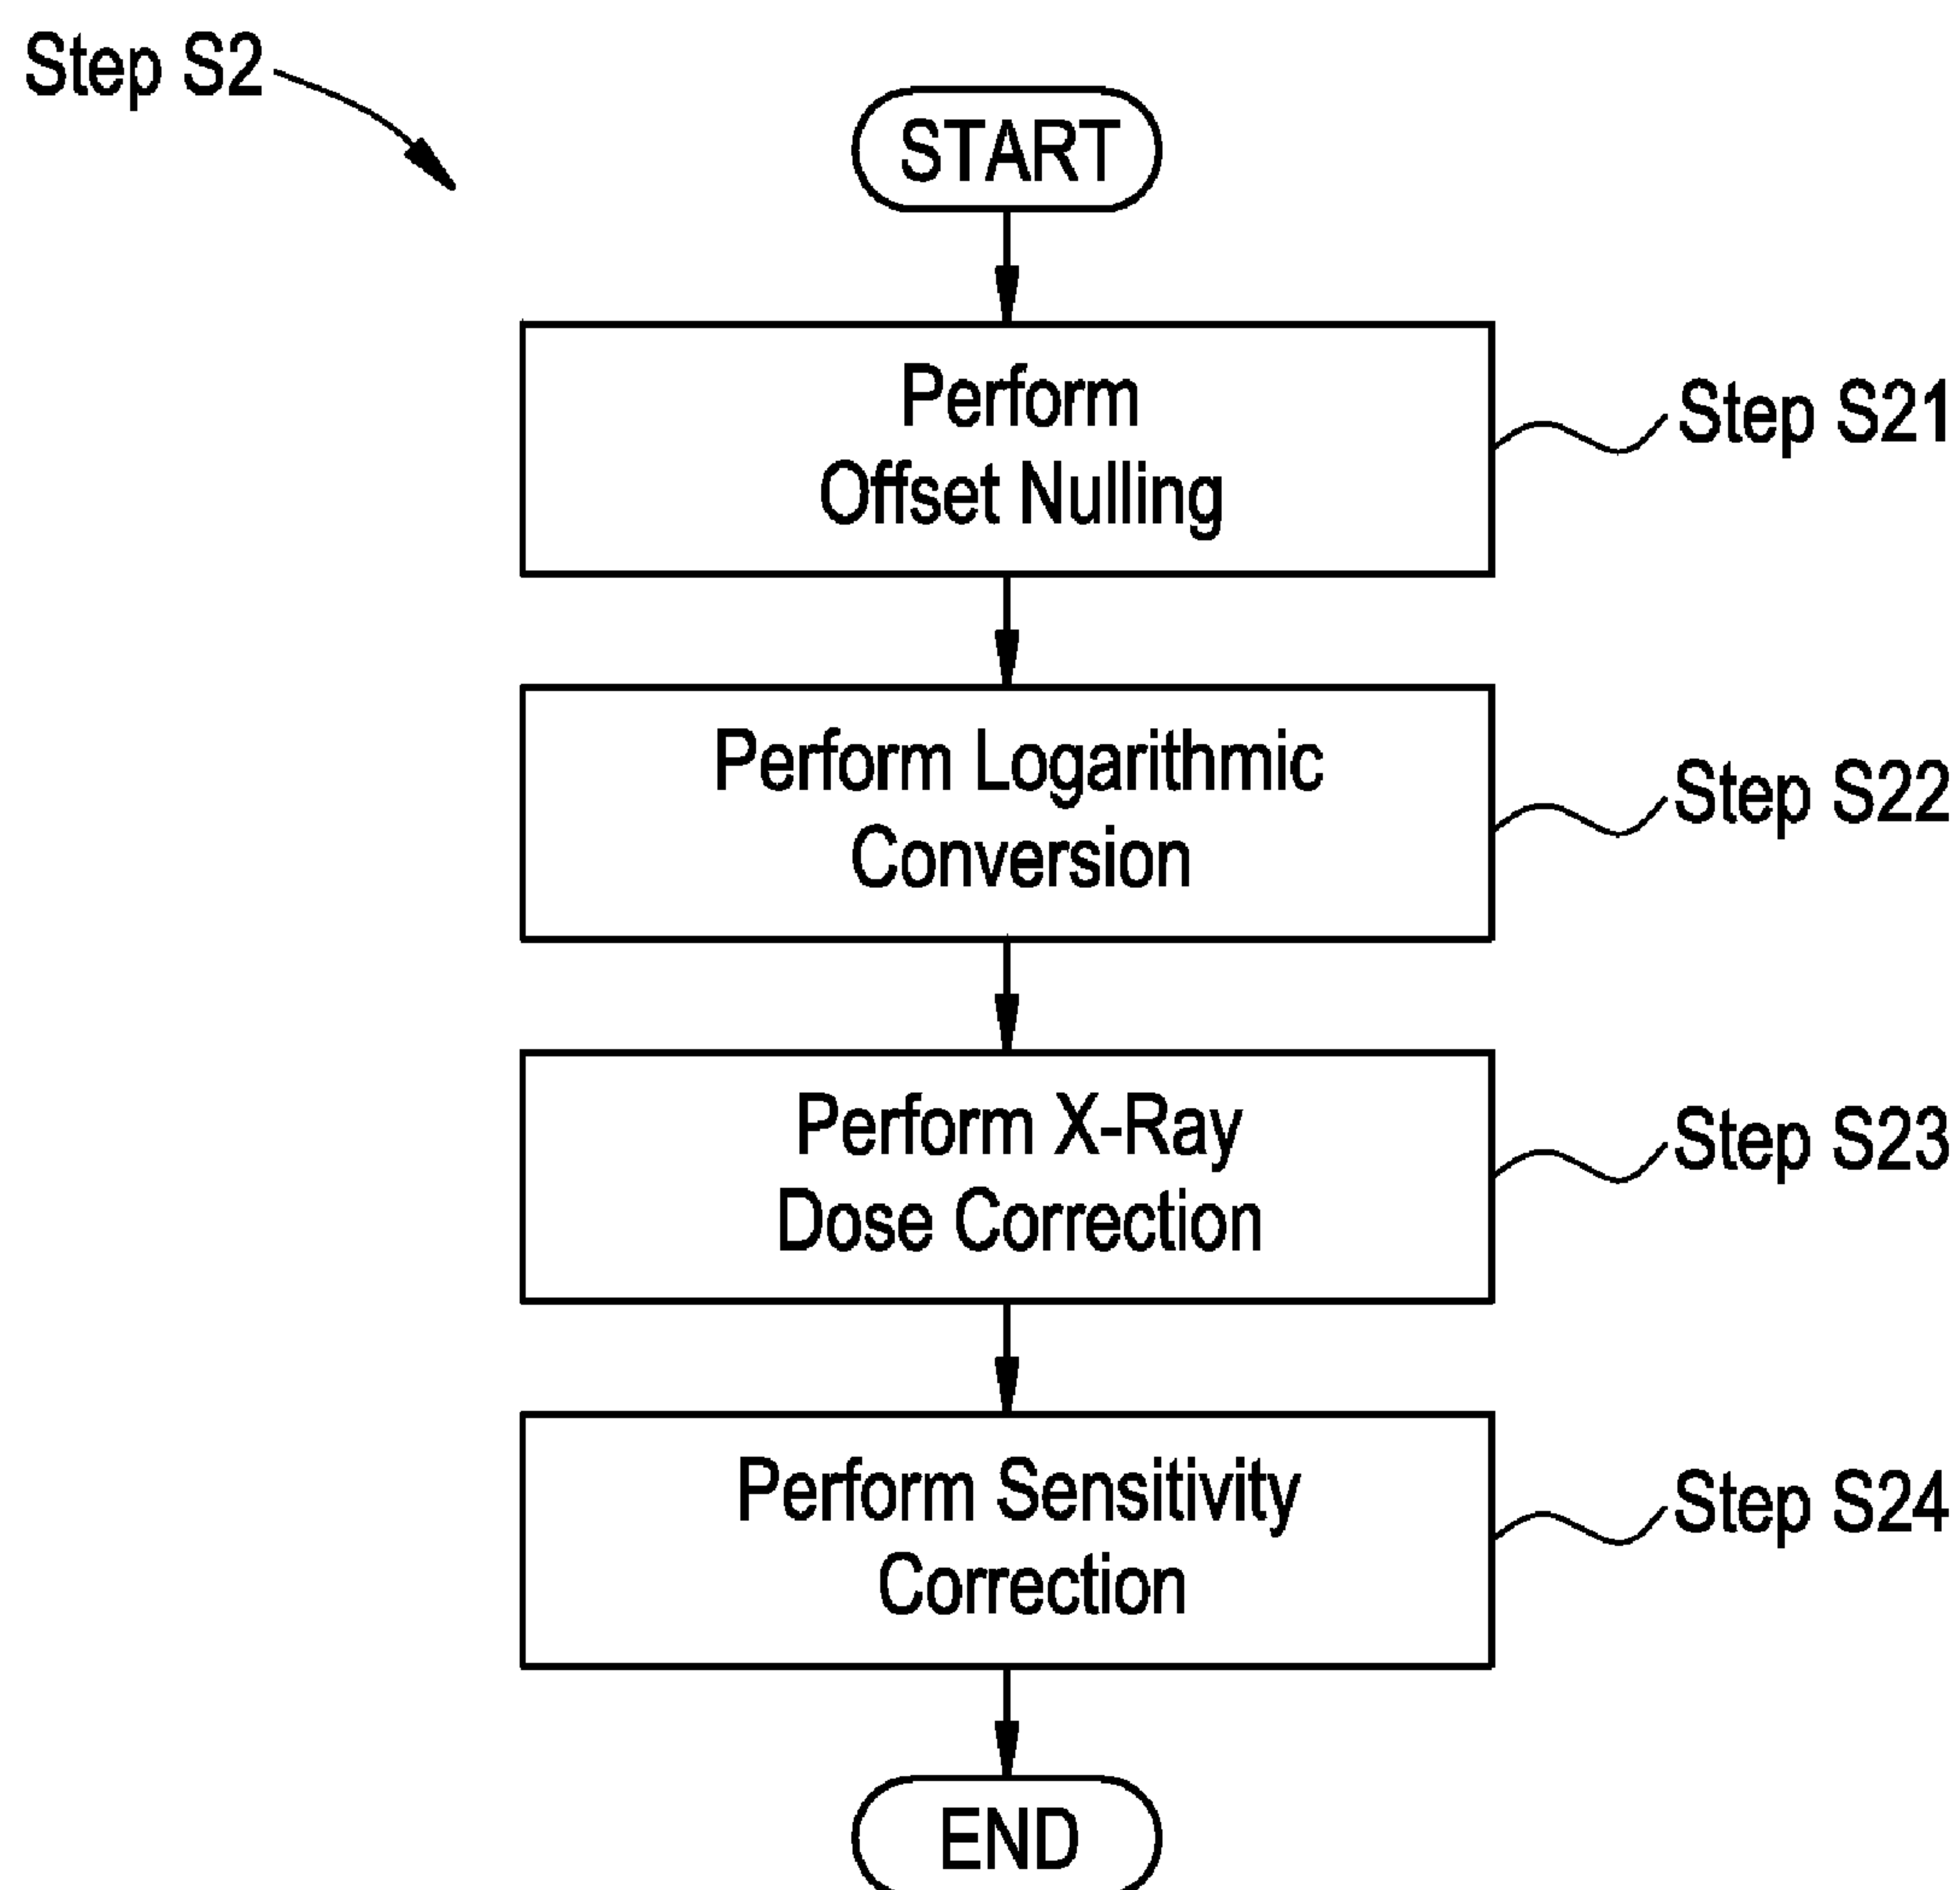 Step S2
START
Perform
Offset Nulling
Step S21
Perform Logarithmic
Conversion
Step S22
Perform X-Ray
Dose Correction
Step S23
Perform Sensitivity
Correction
Step S24
END